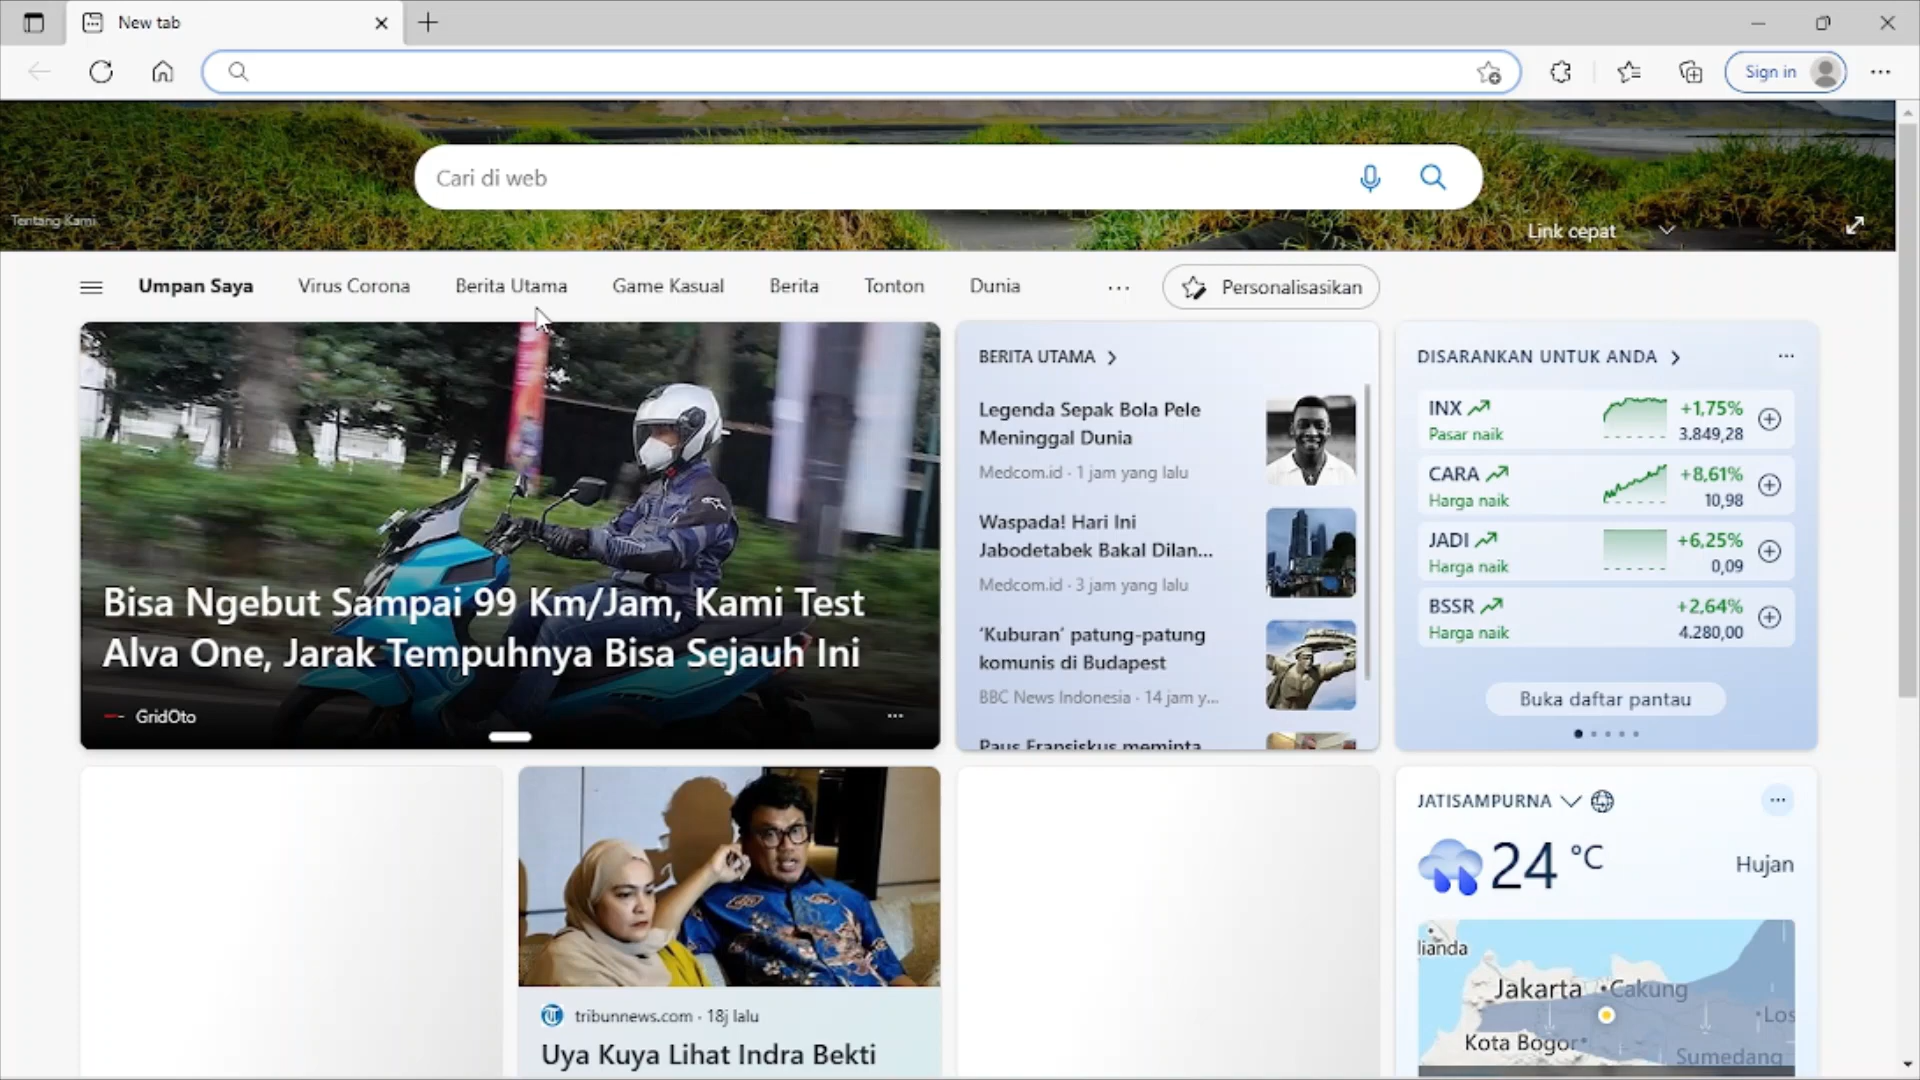 New tab
Sign in
Cari di web
Tentang Kami
Link cepat
Umpan Saya
Virus Corona
Berita Utama
Game Kasual
Berita
Tonton
Dunia
Personalisasikan
Bisa Ngebut Sampai 99 Km/Jam, Kami Test
Alva One, Jarak Tempuhnya Bisa Sejauh Ini
GridOto
BERITA UTAMA
Legenda Sepak Bola Pele
Meninggal Dunia
Medcom.id · 1 jam yang lalu
Waspada! Hari Ini
Jabodetabek Bakal Dilan...
Medcom.id · 3 jam yang lalu
'Kuburan' patung-patung
komunis di Budapest
BBC News Indonesia · 14 jam y...
Paus Fransiskus meminta
DISARANKAN UNTUK ANDA
INX +1,75%
Pasar naik 3.849,28
CARA +8,61%
Harga naik 10,98
JADI +6,25%
Harga naik 0,09
BSSR +2,64%
Harga naik 4.280,00
Buka daftar pantau
tribunnews.com · 18j lalu
Uya Kuya Lihat Indra Bekti
JATISAMPURNA
24 °C
Hujan
lianda
Jakarta
Cakung
Los
Kota Bogor
Sumedang